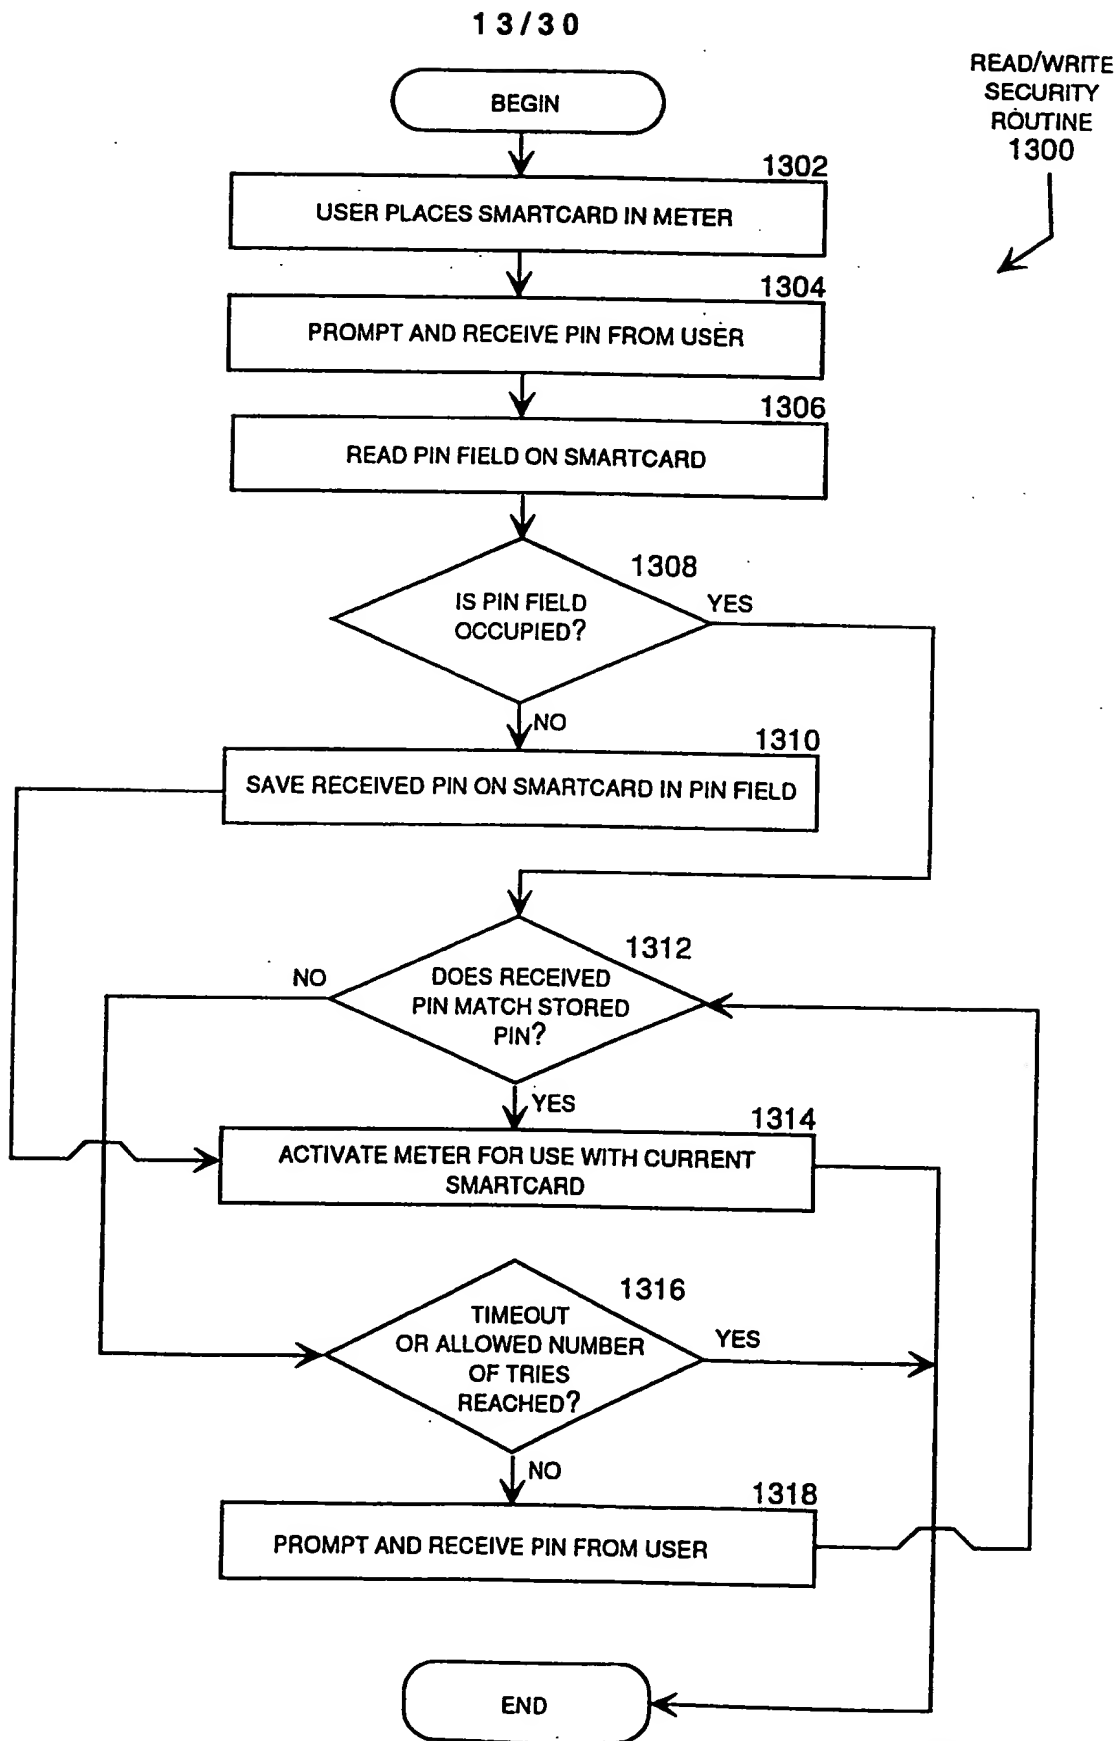 13/30
READ/WRITE
SECURITY
ROUTINE
1300
BEGIN
1302
USER PLACES SMARTCARD IN METER
1304
PROMPT AND RECEIVE PIN FROM USER
1306
READ PIN FIELD ON SMARTCARD
1308
IS PIN FIELD
OCCUPIED?
YES
NO
1310
SAVE RECEIVED PIN ON SMARTCARD IN PIN FIELD
1312
NO
DOES RECEIVED
PIN MATCH STORED
PIN?
YES
1314
ACTIVATE METER FOR USE WITH CURRENT
SMARTCARD
1316
TIMEOUT
OR ALLOWED NUMBER
OF TRIES
REACHED?
YES
NO
1318
PROMPT AND RECEIVE PIN FROM USER
END